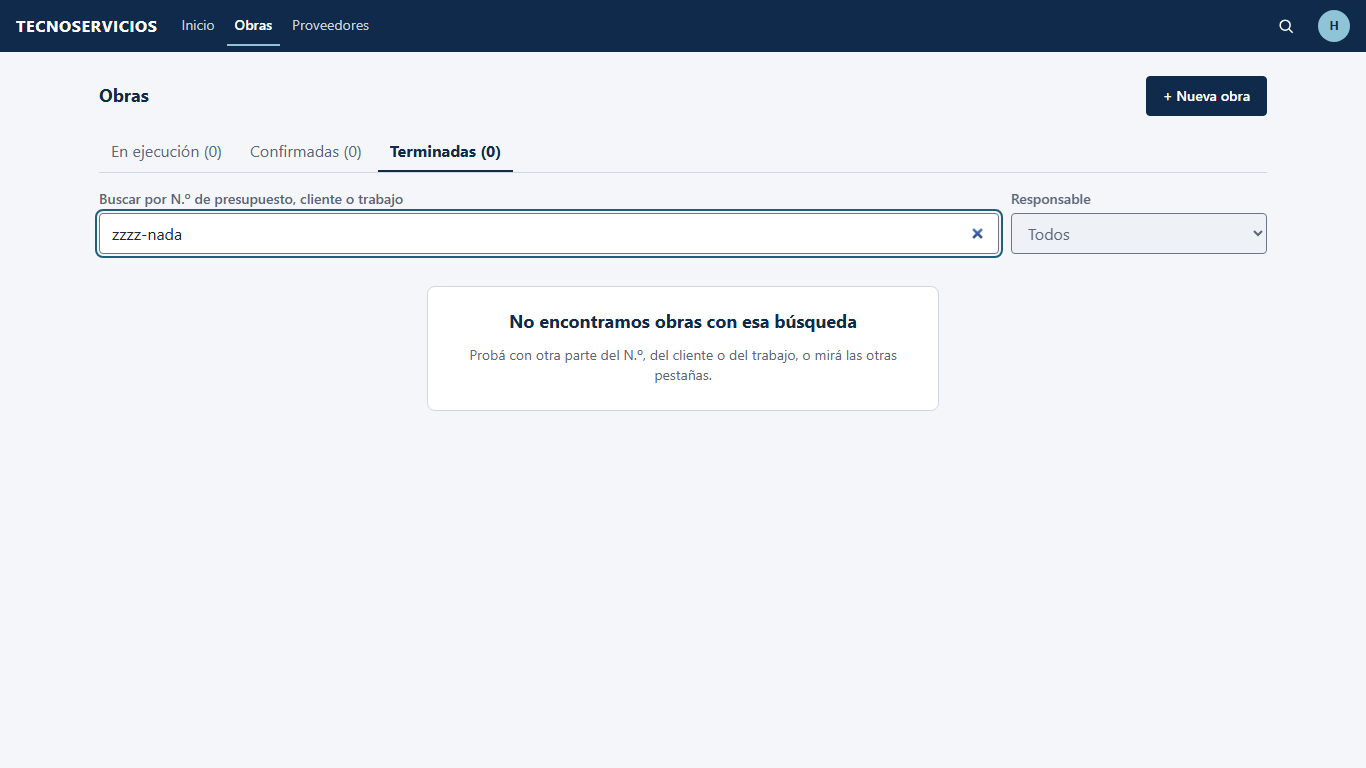 TECNOSERVICIOS Inicio Obras Proveedores H
Obras + Nueva obra
En ejecución (0) Confirmadas (0) Terminadas (0)
Buscar por N.º de presupuesto, cliente o trabajo Responsable
zzzz-nada Todos
No encontramos obras con esa búsqueda
Probá con otra parte del N.º, del cliente o del trabajo, o mirá las otras
pestañas.